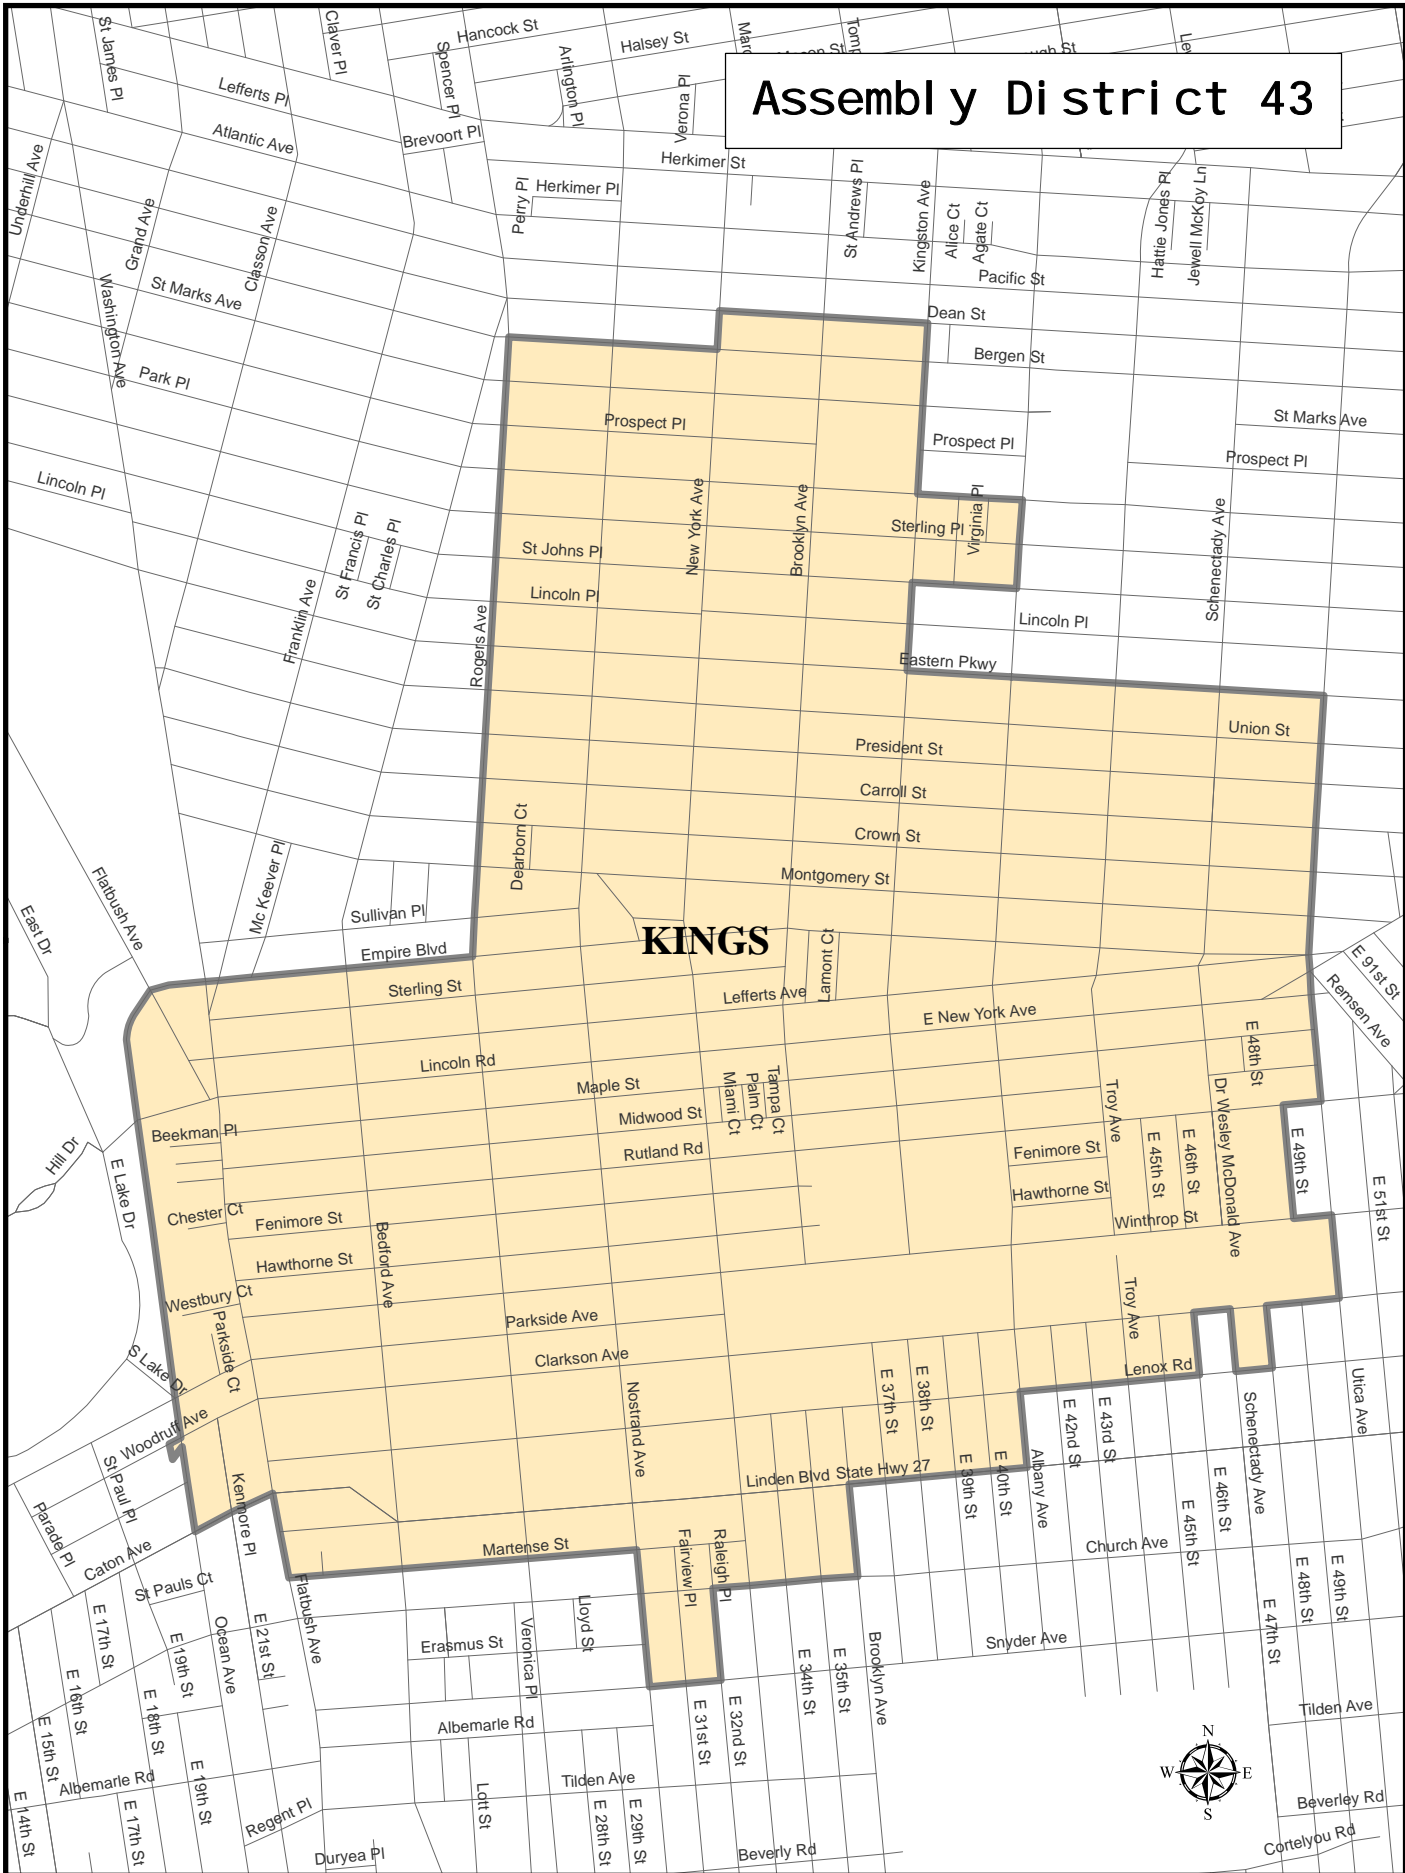 St James Pl
Claver Pl
Hancock St
Spencer Pl
Halsey St
Arlington Pl
Verona Pl
Assembly District 43
Lefferts Pl
Atlantic Ave
Brevoort Pl
Herkimer St
Herkimer Pl
Perry Pl
St Andrews Pl
Kingston Ave
Alice Ct
Agate Ct
Hattie Jones Pl
Jewell McKoy Ln
Underhill Ave
Grand Ave
Classon Ave
St Marks Ave
Washington Ave
Pacific St
Dean St
Bergen St
Park Pl
Prospect Pl
Prospect Pl
St Marks Ave
Prospect Pl
Lincoln Pl
New York Ave
Brooklyn Ave
Sterling Pl
Virginia Pl
Schenectady Ave
St Francis Pl
St Charles Pl
St Johns Pl
Lincoln Pl
Lincoln Pl
Franklin Ave
Rogers Ave
Eastern Pkwy
Union St
President St
Carroll St
Crown St
Dearborn Ct
Montgomery St
Mc Keever Pl
Flatbush Ave
East Dr
Sullivan Pl
Empire Blvd
KINGS
Lamont Ct
E 91st St
Remsen Ave
Sterling St
Lefferts Ave
E New York Ave
Lincoln Rd
Maple St
Midwood St
Rutland Rd
Miami Ct
Palm Ct
Tampa Ct
Troy Ave
E 48th St
Dr Wesley McDonald Ave
Beekman Pl
Hill Dr
E Lake Dr
Chester Ct
Fenimore St
Hawthorne St
Bedford Ave
Fenimore St
Hawthorne St
E 45th St
E 46th St
E 49th St
E 51st St
Winthrop St
Westbury Ct
Parkside Ct
Parkside Ave
Clarkson Ave
Troy Ave
Lenox Rd
S Lake Dr
Woodruff Ave
St Paul Pl
Nostrand Ave
E 37th St
E 38th St
E 39th St
E 40th St
Albany Ave
E 42nd St
E 43rd St
Schenectady Ave
Utica Ave
Linden Blvd State Hwy 27
Parade Pl
Kenmore Pl
Caton Ave
St Pauls Ct
Martense St
Fairview Pl
Raleigh Pl
Church Ave
E 45th St
E 46th St
E 47th St
E 48th St
E 49th St
E 17th St
E 19th St
Ocean Ave
E 21st St
Flatbush Ave
Erasmus St
Veronica Pl
Lloyd St
Snyder Ave
E 34th St
E 35th St
Brooklyn Ave
E 15th St
E 16th St
E 18th St
E 31st St
E 32nd St
Albemarle Rd
Albemarle Rd
Tilden Ave
Tilden Ave
E 14th St
E 17th St
E 19th St
Regent Pl
Duryea Pl
Lott St
E 28th St
E 29th St
Beverly Rd
Beverley Rd
Cortelyou Rd
N
W
E
S